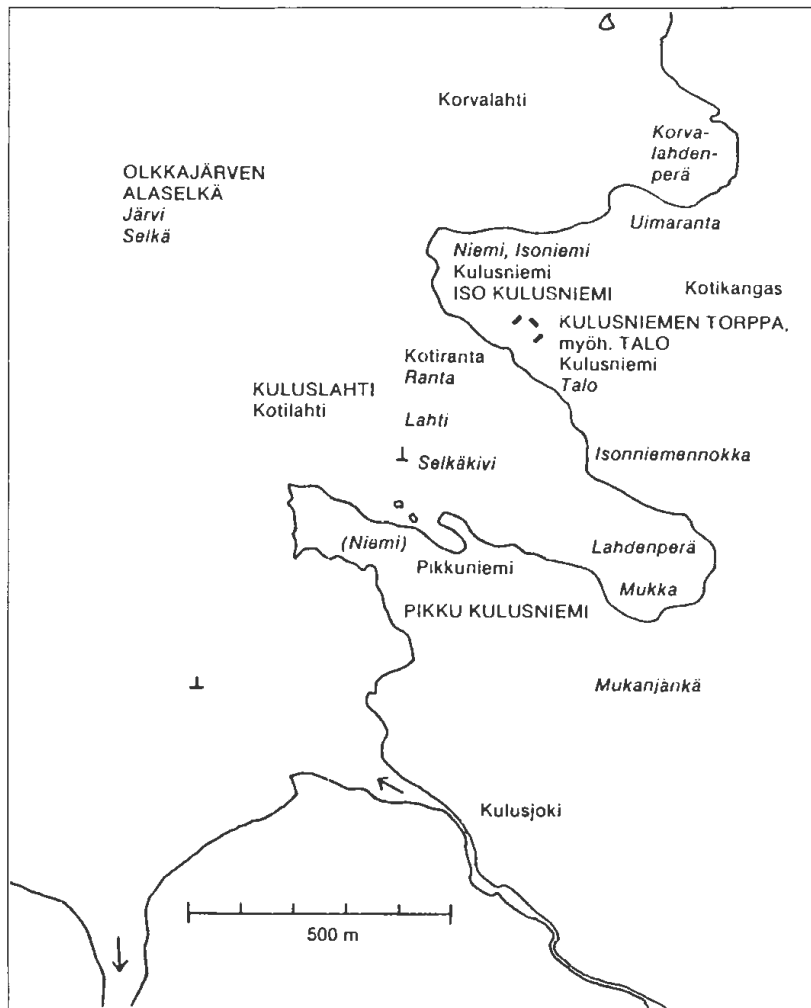 Korvalahti
Korva-
lahden-
perä
OLKKAJÄRVEN
ALASELKÄ
Järvi
Selkä
Uimaranta
Niemi, Isoniemi
Kulusniemi
ISO KULUSNIEMI
Kotikangas
KULUSNIEMEN TORPPA,
myöh. TALO
Kulusniemi
Talo
Kotiranta
Ranta
KULUSLAHTI
Kotilahti
Lahti
Selkäkivi
Isonniemennokka
(Niemi)
Pikkuniemi
Lahdenperä
Mukka
PIKKU KULUSNIEMI
Mukanjänkä
Kulusjoki
500 m